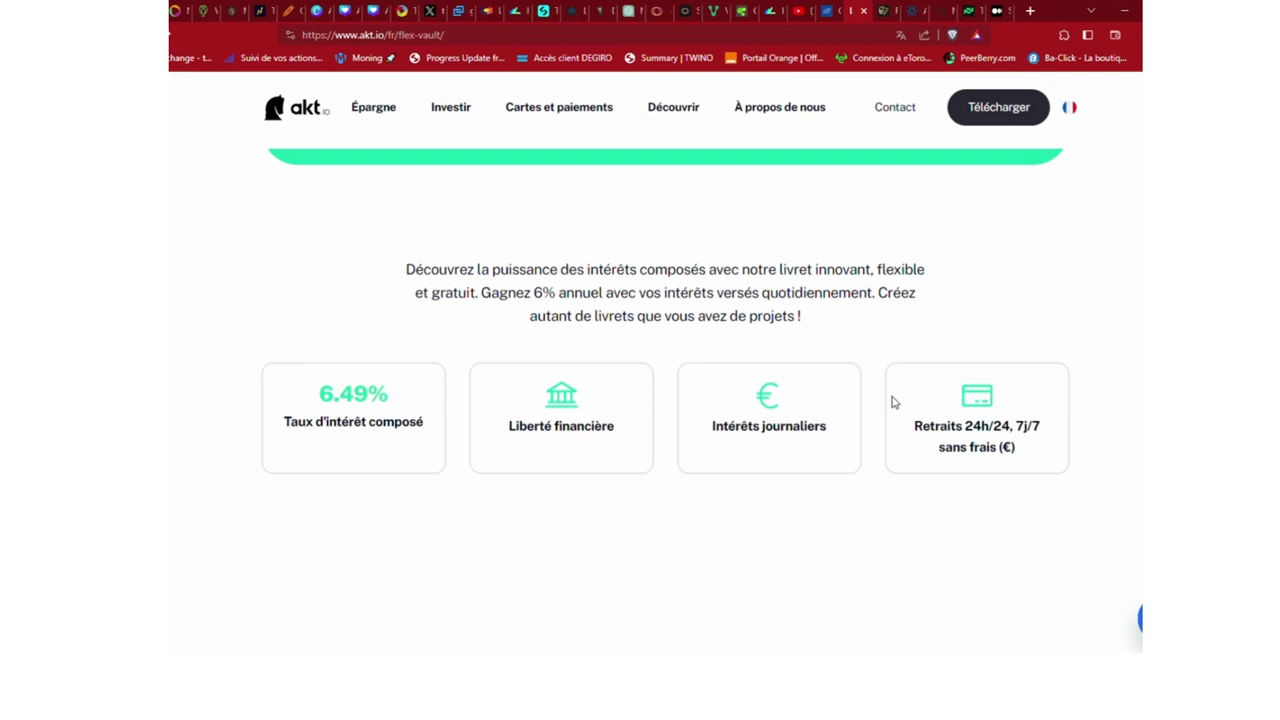 https://www.akt.io/fr/flex-vault/
change - t...
Suivi de vos actions...
Moning
Progress Update fr...
Accès client DEGIRO
Summary | TWINO
Portail Orange | Off...
Connexion à eToro...
PeerBerry.com
Ba-Click - La boutiq...
akt io
Épargne
Investir
Cartes et paiements
Découvrir
À propos de nous
Contact
Télécharger
Découvrez la puissance des intérêts composés avec notre livret innovant, flexible
et gratuit. Gagnez 6% annuel avec vos intérêts versés quotidiennement. Créez
autant de livrets que vous avez de projets !
6.49%
Taux d'intérêt composé
Liberté financière
Intérêts journaliers
Retraits 24h/24, 7j/7
sans frais (€)